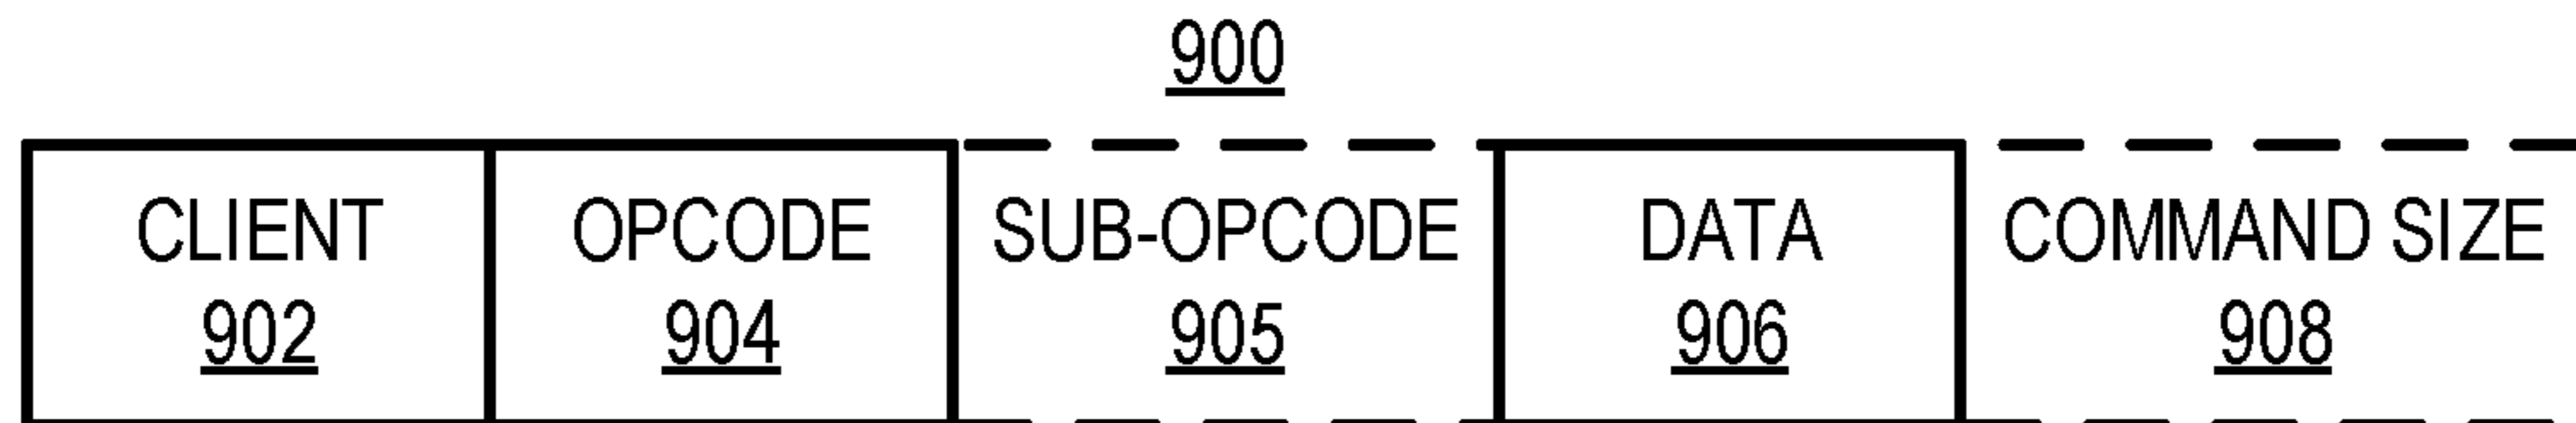 900
CLIENT OPCODE SUB-OPCODE DATA COMMAND SIZE
902 904 905 906 908